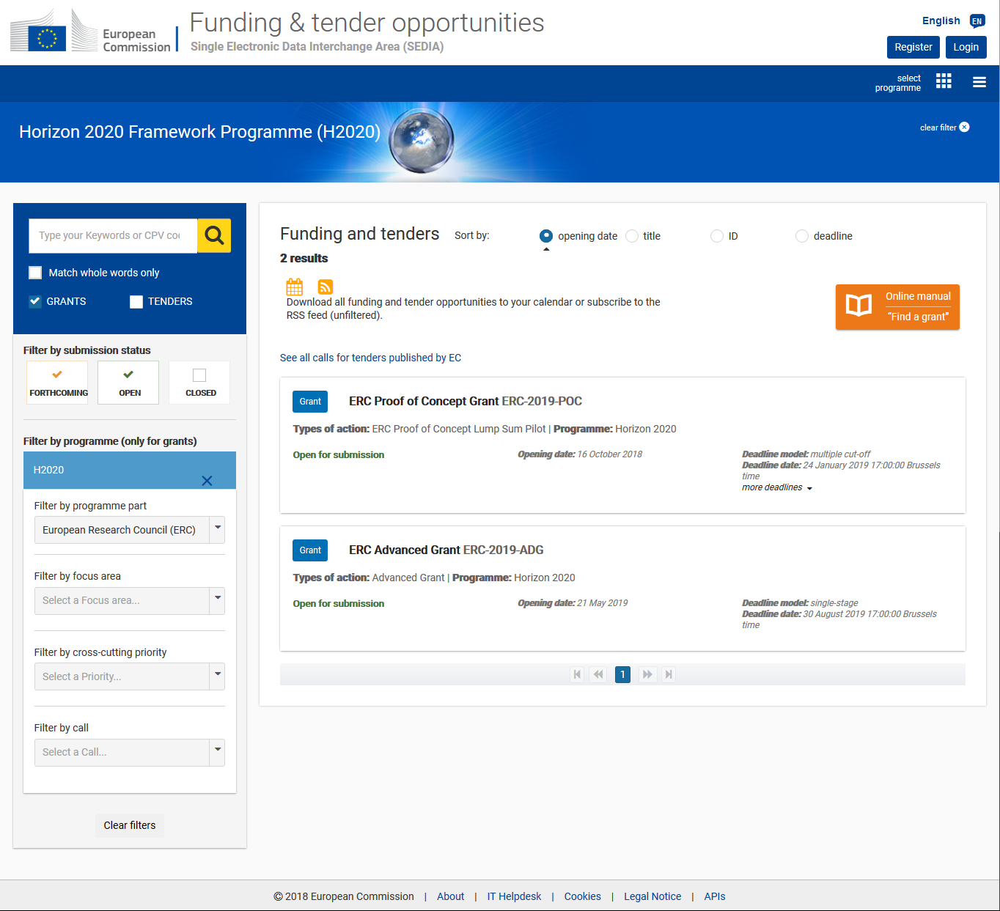 European
Commission
Funding & tender opportunities
Single Electronic Data Interchange Area (SEDIA)
English EN
Register Login
select
programme
Horizon 2020 Framework Programme (H2020)
clear filter
Type your Keywords or CPV co
Match whole words only
GRANTS TENDERS
Filter by submission status
FORTHCOMING OPEN CLOSED
Filter by programme (only for grants)
H2020
Filter by programme part
European Research Council (ERC)
Filter by focus area
Select a Focus area...
Filter by cross-cutting priority
Select a Priority...
Filter by call
Select a Call...
Clear filters
Funding and tenders Sort by: opening date title ID deadline
2 results
Download all funding and tender opportunities to your calendar or subscribe to the
RSS feed (unfiltered).
Online manual
“Find a grant”
See all calls for tenders published by EC
Grant ERC Proof of Concept Grant ERC-2019-POC
Types of action: ERC Proof of Concept Lump Sum Pilot | Programme: Horizon 2020
Open for submission Opening date: 16 October 2018 Deadline model: multiple cut-off
Deadline date: 24 January 2019 17:00:00 Brussels
time
more deadlines
Grant ERC Advanced Grant ERC-2019-ADG
Types of action: Advanced Grant | Programme: Horizon 2020
Open for submission Opening date: 21 May 2019 Deadline model: single-stage
Deadline date: 30 August 2019 17:00:00 Brussels
time
1
© 2018 European Commission | About | IT Helpdesk | Cookies | Legal Notice | APIs